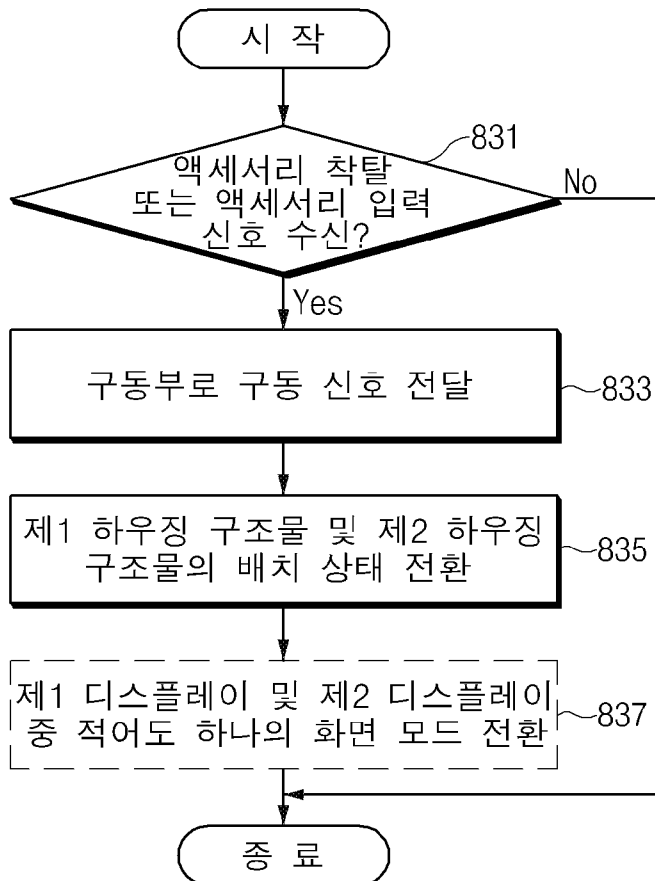 시 작
액세서리 착탈
또는 액세서리 입력
신호 수신?
831
No
Yes
구동부로 구동 신호 전달
833
제1 하우징 구조물 및 제2 하우징
구조물의 배치 상태 전환
835
제1 디스플레이 및 제2 디스플레이
중 적어도 하나의 화면 모드 전환
837
종 료